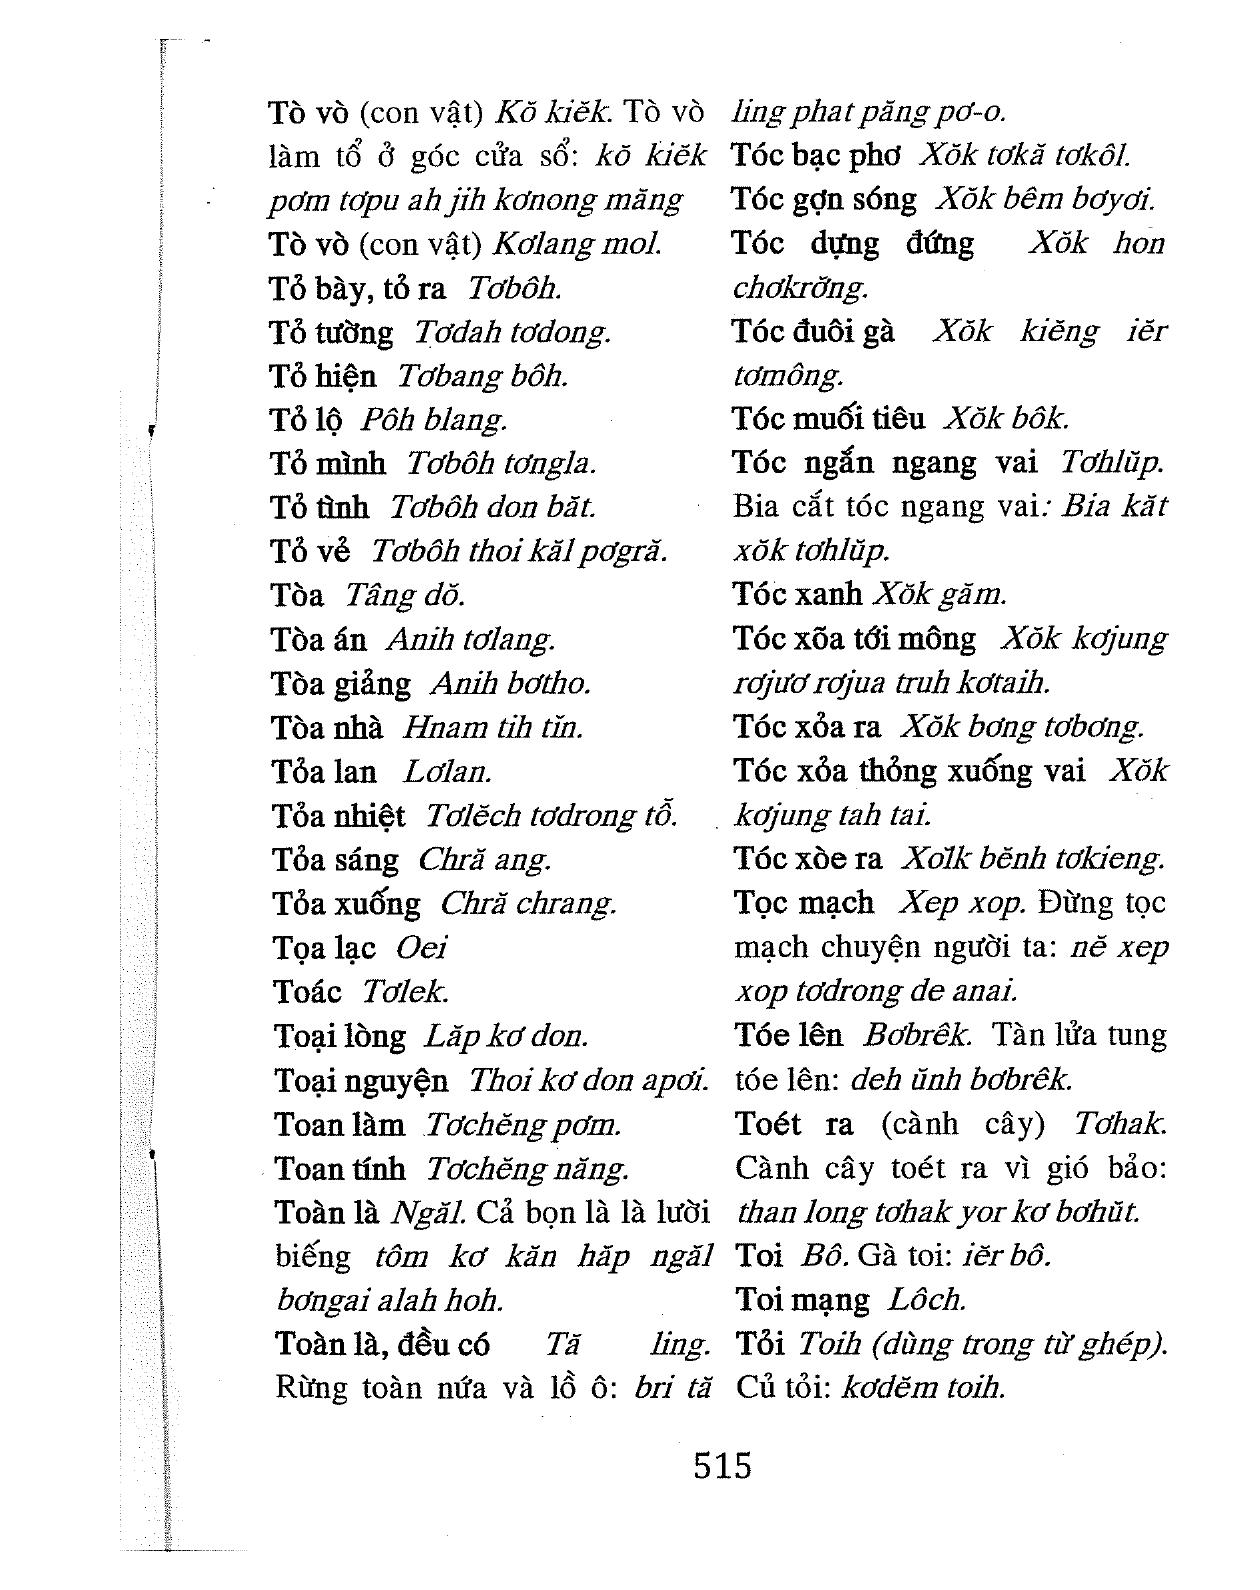 Tò vò (con vật) Kŏ kiĕk. Tò vò
làm tổ ở góc cửa sổ: kŏ kiĕk
pơm tơpu ah jih kơnong măng
Tò vò (con vật) Kơlang mol.
Tỏ bày, tỏ ra Tơbôh.
Tỏ tường Tơdah tơdong.
Tỏ hiện Tơbang bôh.
Tỏ lộ Pôh blang.
Tỏ mình Tơbôh tơngla.
Tỏ tình Tơbôh don băt.
Tỏ vẻ Tơbôh thoi kăl pơgră.
Tòa Tâng dŏ.
Tòa án Anih tơlang.
Tòa giảng Anih bơtho.
Tòa nhà Hnam tih tĭn.
Tỏa lan Lơlan.
Tỏa nhiệt Tơlĕch tơdrong tô̆.
Tỏa sáng Chră ang.
Tỏa xuống Chră chrang.
Tọa lạc Oei
Toác Tơlek.
Toại lòng Lăp kơ don.
Toại nguyện Thoi kơ don apơi.
Toan làm Tơchĕng pơm.
Toan tính Tơchĕng năng.
Toàn là Ngăl. Cả bọn là là lười
biếng tôm kơ kăn hăp ngăl
bơngai alah hoh.
Toàn là, đều có Tă ling.
Rừng toàn nứa và lồ ô: bri tă
ling phat păng pơ-o.
Tóc bạc phơ Xŏk tơkă tơkôl.
Tóc gợn sóng Xŏk bêm bơyơi.
Tóc dựng đứng Xŏk hon
chơkrơ̆ng.
Tóc đuôi gà Xŏk kiĕng iĕr
tơmông.
Tóc muối tiêu Xŏk bôk.
Tóc ngắn ngang vai Tơhlŭp.
Bia cắt tóc ngang vai: Bia kăt
xŏk tơhlŭp.
Tóc xanh Xŏk găm.
Tóc xõa tới mông Xŏk kơjung
rơjươ rơjua truh kơtaih.
Tóc xỏa ra Xŏk bơng tơbơng.
Tóc xỏa thỏng xuống vai Xŏk
kơjung tah tai.
Tóc xòe ra Xoĭk bĕnh tơkieng.
Tọc mạch Xep xop. Đừng tọc
mạch chuyện người ta: nĕ xep
xop tơdrong de anai.
Tóe lên Bơbrêk. Tàn lửa tung
tóe lên: deh ŭnh bơbrêk.
Toét ra (cành cây) Tơhak.
Cành cây toét ra vì gió bảo:
than long tơhak yor kơ bơhŭt.
Toi Bô. Gà toi: iĕr bô.
Toi mạng Lôch.
Tỏi Toih (dùng trong từ ghép).
Củ tỏi: kơdĕm toih.
515